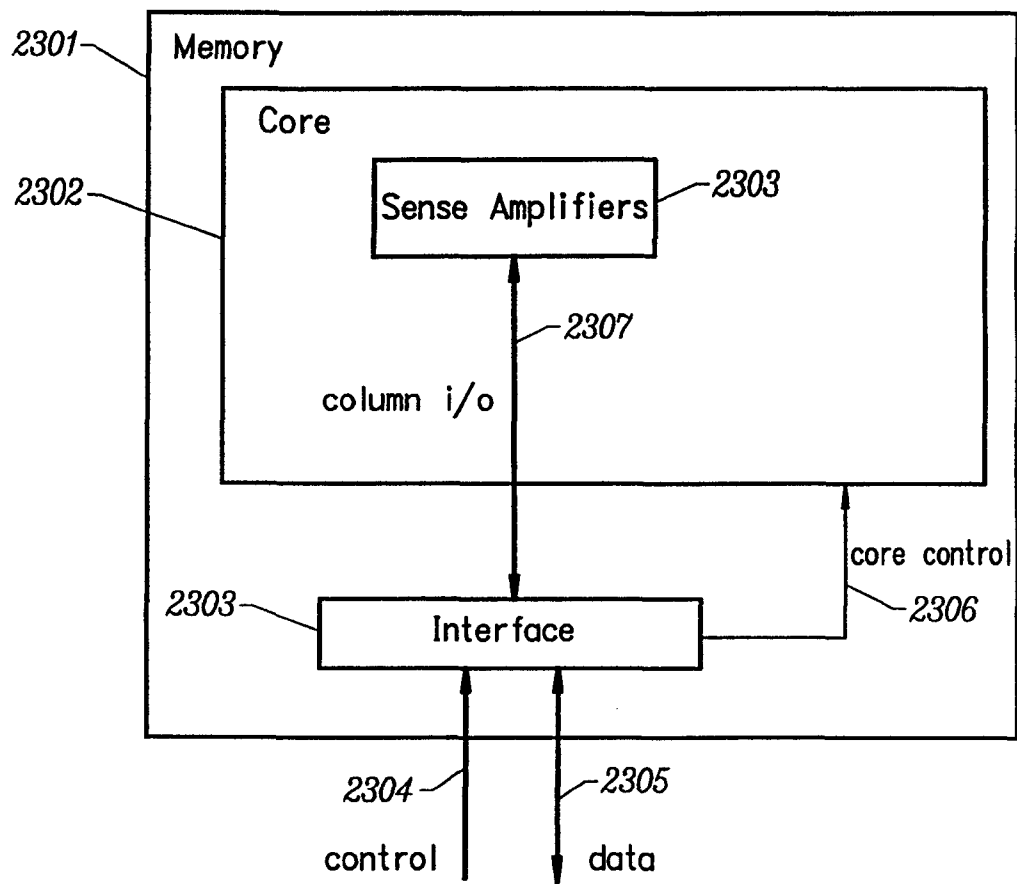 2301
Memory
Core
2302
Sense Amplifiers
2303
2307
column i/o
core control
2303
Interface
2306
2304
2305
control
data